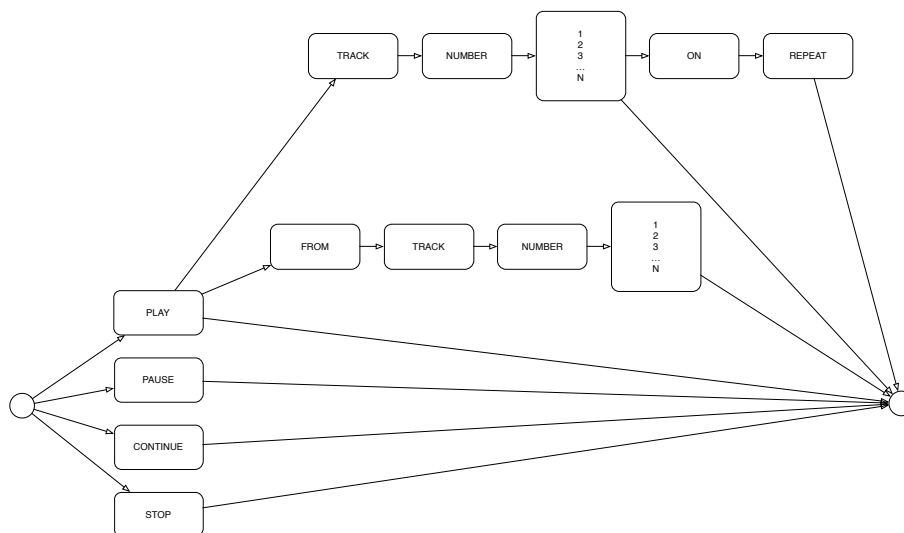 TRACK
NUMBER
1
2
3
...
N
ON
REPEAT
FROM
TRACK
NUMBER
1
2
3
...
N
PLAY
PAUSE
CONTINUE
STOP